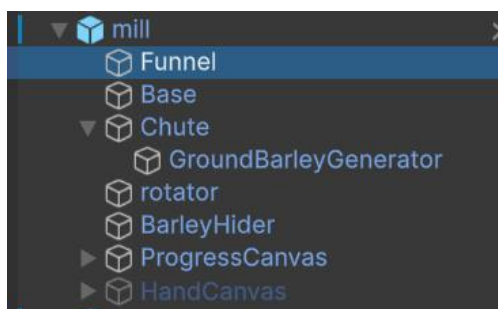 mill
Funnel
Base
Chute
GroundBarleyGenerator
rotator
BarleyHider
ProgressCanvas
HandCanvas